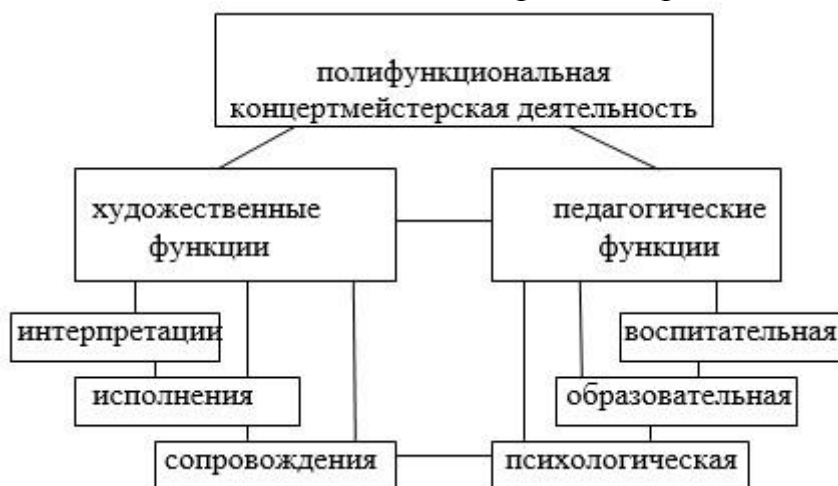 полифункциональная
концертмейстерская деятельность
художественные
функции
педагогические
функции
интерпретации
воспитательная
исполнения
образовательная
сопровождения
психологическая